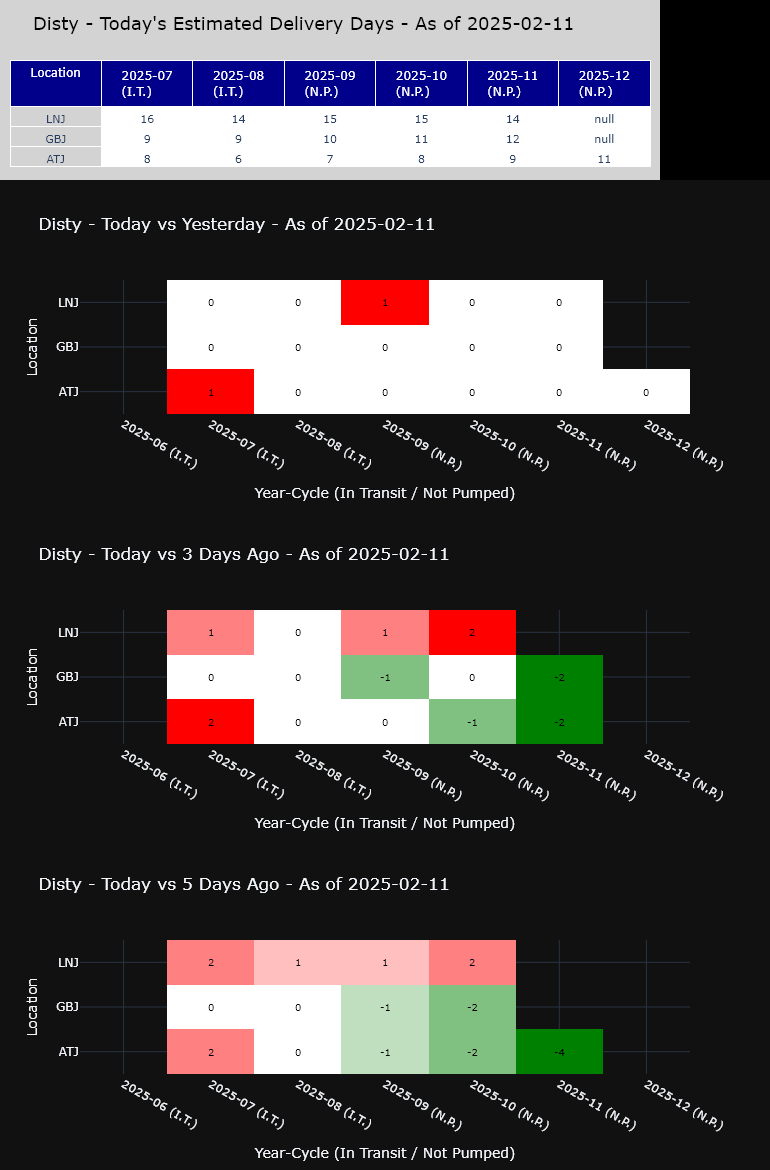 Disty - Today's Estimated Delivery Days - As of 2025-02-11
Location 2025-07 (I.T.) 2025-08 (I.T.) 2025-09 (N.P.) 2025-10 (N.P.) 2025-11 (N.P.) 2025-12 (N.P.)
LNJ 16 14 15 15 14 null
GBJ 9 9 10 11 12 null
ATJ 8 6 7 8 9 11
Disty - Today vs Yesterday - As of 2025-02-11
Location
LNJ 0 0 1 0 0
GBJ 0 0 0 0 0
ATJ 1 0 0 0 0 0
2025-06 (I.T.) 2025-07 (I.T.) 2025-08 (I.T.) 2025-09 (N.P.) 2025-10 (N.P.) 2025-11 (N.P.) 2025-12 (N.P.)
Year-Cycle (In Transit / Not Pumped)
Disty - Today vs 3 Days Ago - As of 2025-02-11
Location
LNJ 1 0 1 2
GBJ 0 0 -1 0 -2
ATJ 2 0 0 -1 -2
2025-06 (I.T.) 2025-07 (I.T.) 2025-08 (I.T.) 2025-09 (N.P.) 2025-10 (N.P.) 2025-11 (N.P.) 2025-12 (N.P.)
Year-Cycle (In Transit / Not Pumped)
Disty - Today vs 5 Days Ago - As of 2025-02-11
Location
LNJ 2 1 1 2
GBJ 0 0 -1 -2
ATJ 2 0 -1 -2 -4
2025-06 (I.T.) 2025-07 (I.T.) 2025-08 (I.T.) 2025-09 (N.P.) 2025-10 (N.P.) 2025-11 (N.P.) 2025-12 (N.P.)
Year-Cycle (In Transit / Not Pumped)